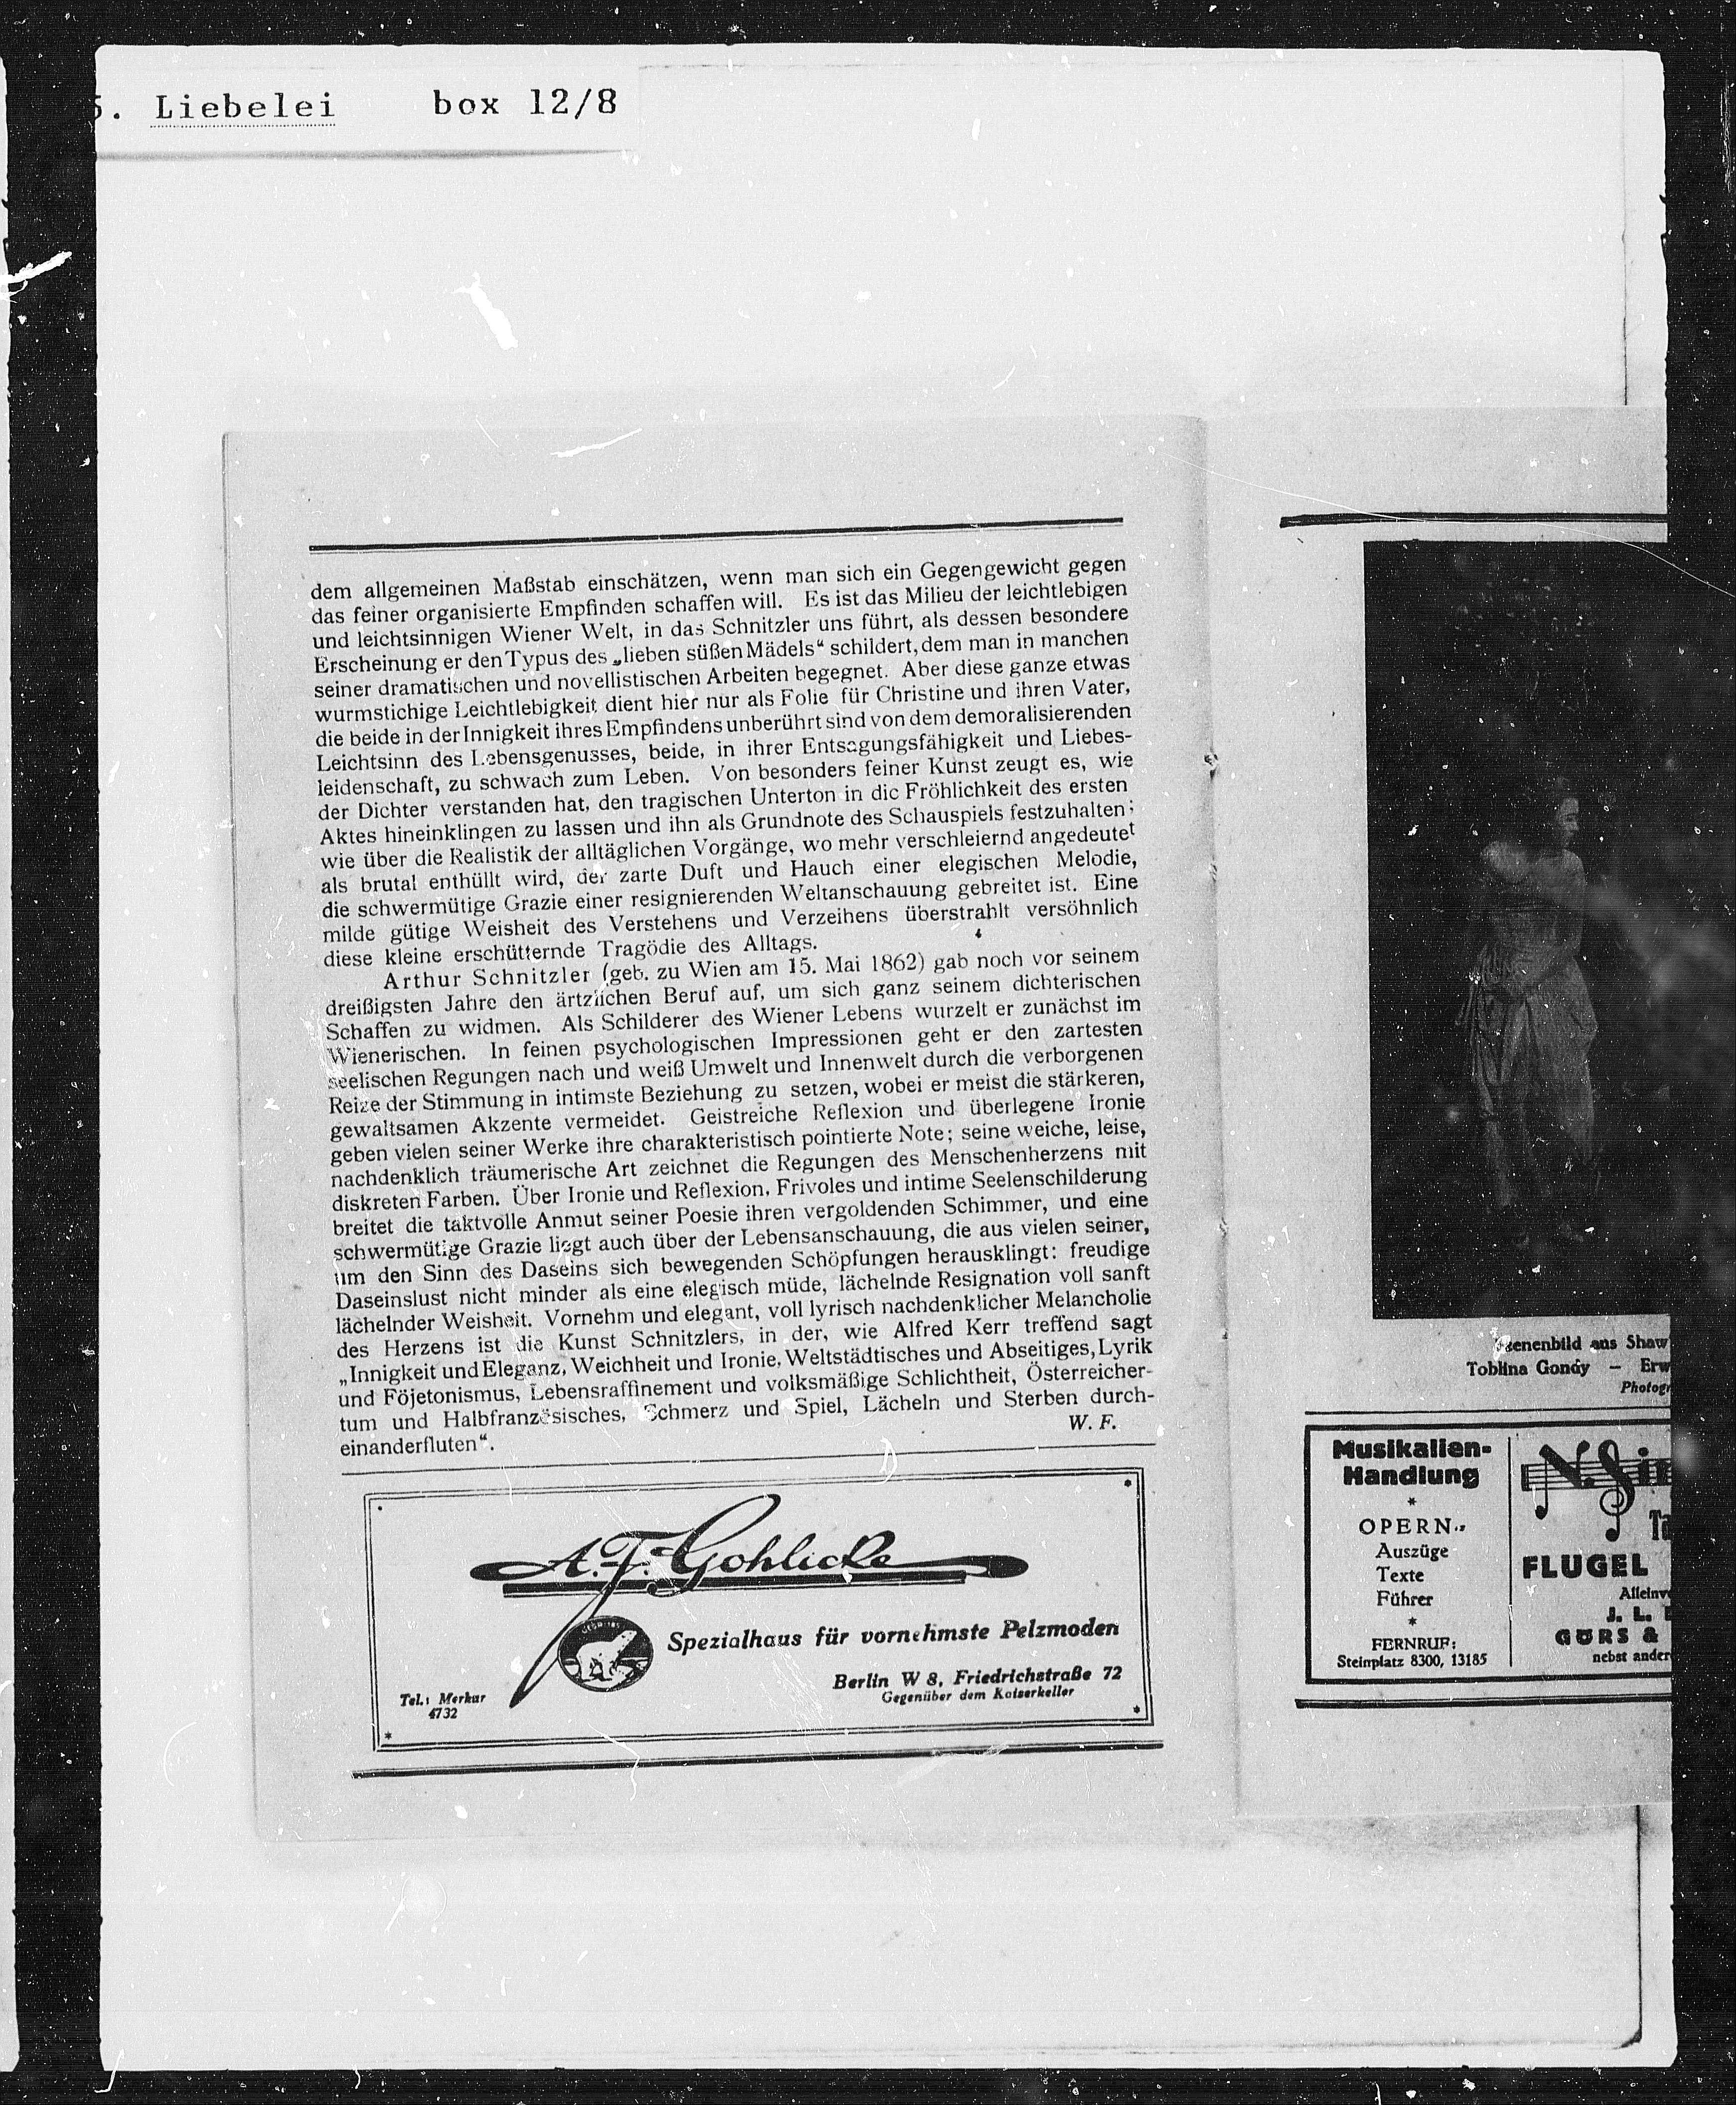 5. Liebelei box 12/8
dem allgemeinen Maßstab einschätzen, wenn man sich ein Gegengewicht gegen
das feiner organisierte Empfinden schaffen will. Es ist das Milieu der leichtlebigen
und leichtsinnigen Wiener Welt, in das Schnitzler uns führt, als dessen besondere
Erscheinung er den Typus des „lieben süßen Mädels“ schildert, dem man in manchen
seiner dramatischen und novellistischen Arbeiten begegnet. Aber diese ganze etwas
wurmstichige Leichtlebigkeit dient hier nur als Folie für Christine und ihren Vater,
die beide in der Innigkeit ihres Empfindens unberührt sind von dem demoralisierenden
Leichtsinn des Lebensgenusses, beide, in ihrer Entsagungsfähigkeit und Liebes-
leidenschaft, zu schwach zum Leben. Von besonders feiner Kunst zeugt es, wie
der Dichter verstanden hat, den tragischen Unterton in die Fröhlichkeit des ersten
Aktes hineinklingen zu lassen und ihn als Grundnote des Schauspiels festzuhalten;
wie über die Realistik der alltäglichen Vorgänge, wo mehr verschleiernd angedeutet
als brutal enthüllt wird, der zarte Duft und Hauch einer elegischen Melodie,
die schwermütige Grazie einer resignierenden Weltanschauung gebreitet ist. Eine
milde gütige Weisheit des Verstehens und Verzeihens überstrahlt versöhnlich
diese kleine erschütternde Tragödie des Alltags.
Arthur Schnitzler (geb. zu Wien am 15. Mai 1862) gab noch vor seinem
dreißigsten Jahre den ärtzlichen Beruf auf, um sich ganz seinem dichterischen
Schaffen zu widmen. Als Schilderer des Wiener Lebens wurzelt er zunächst im
Wienerischen. In feinen psychologischen Impressionen geht er den zartesten
seelischen Regungen nach und weiß Umwelt und Innenwelt durch die verborgenen
Reize der Stimmung in intimste Beziehung zu setzen, wobei er meist die stärkeren,
gewaltsamen Akzente vermeidet. Geistreiche Reflexion und überlegene Ironie
geben vielen seiner Werke ihre charakteristisch pointierte Note; seine weiche, leise,
nachdenklich träumerische Art zeichnet die Regungen des Menschenherzens mit
diskreten Farben. Über Ironie und Reflexion, Frivoles und intime Seelenschilderung
breitet die taktvolle Anmut seiner Poesie ihren vergoldenden Schimmer, und eine
schwermütige Grazie liegt auch über der Lebensanschauung, die aus vielen seiner,
um den Sinn des Daseins sich bewegenden Schöpfungen herausklingt: freudige
Daseinslust nicht minder als eine elegisch müde, lächelnde Resignation voll sanft
lächelnder Weisheit. Vornehm und elegant, voll lyrisch nachdenklicher Melancholie
des Herzens ist die Kunst Schnitzlers, in der, wie Alfred Kerr treffend sagt
„Innigkeit und Eleganz, Weichheit und Ironie, Weltstädtisches und Abseitiges, Lyrik
und Föjetonismus, Lebensraffinement und volksmäßige Schlichtheit, Österreicher-
tum und Halbfranzösisches, Schmerz und Spiel, Lächeln und Sterben durch-
einanderfluten“.
W. F.
A. F. Gohlicke
Spezialhaus für vornehmste Pelzmoden
Berlin W 8, Friedrichstraße 72
Gegenüber dem Kaiserkeller
Tel.: Merkur
4732
Szenenbild aus Shaw
Toblina Gondy – Erw
Photogr
Musikalien-
Handlung
*
OPERN-
Auszüge
Texte
Führer
*
FERNRUF:
Steinplatz 8300, 13185
N. Sim
FLÜGEL
Alleinve
J. L.
GÖRS &
nebst ander